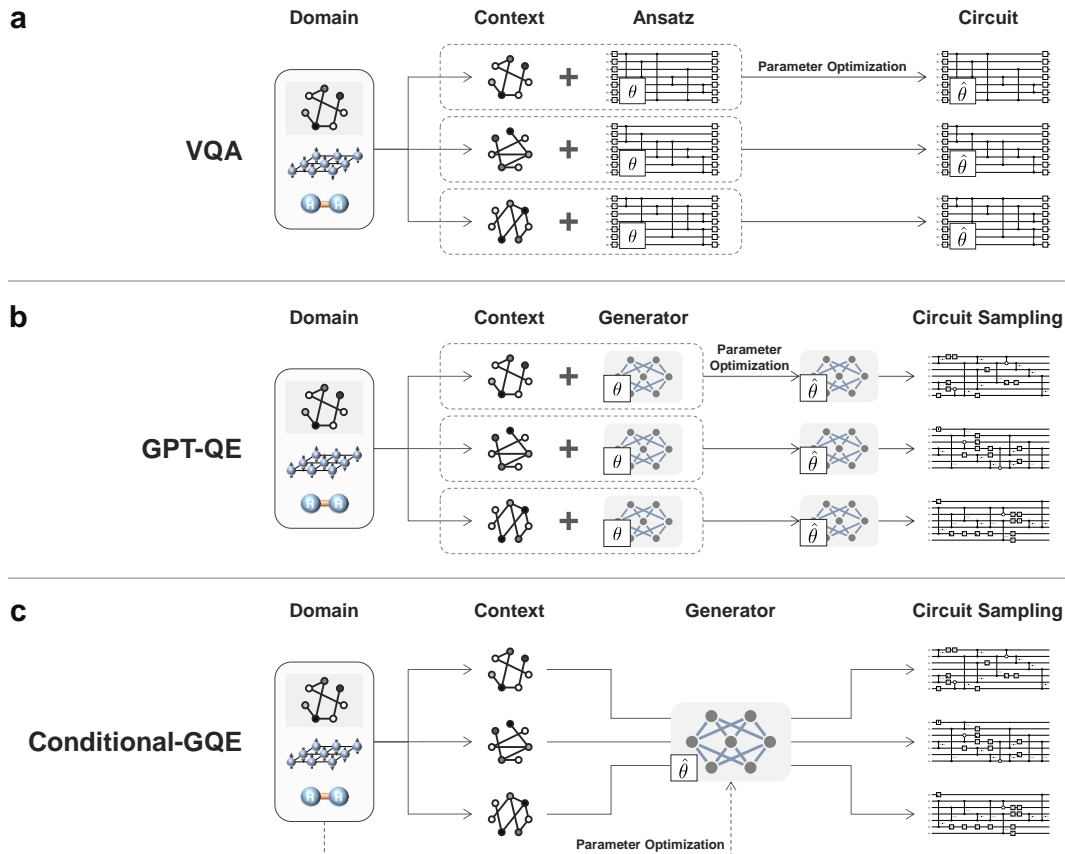 a
Domain Context Ansatz Circuit
VQA
θ
θ
θ
Parameter Optimization
θ̂
θ̂
θ̂
b
Domain Context Generator Circuit Sampling
GPT-QE
θ
θ
θ
Parameter
Optimization
θ̂
θ̂
θ̂
c
Domain Context Generator Circuit Sampling
Conditional-GQE
θ̂
Parameter Optimization